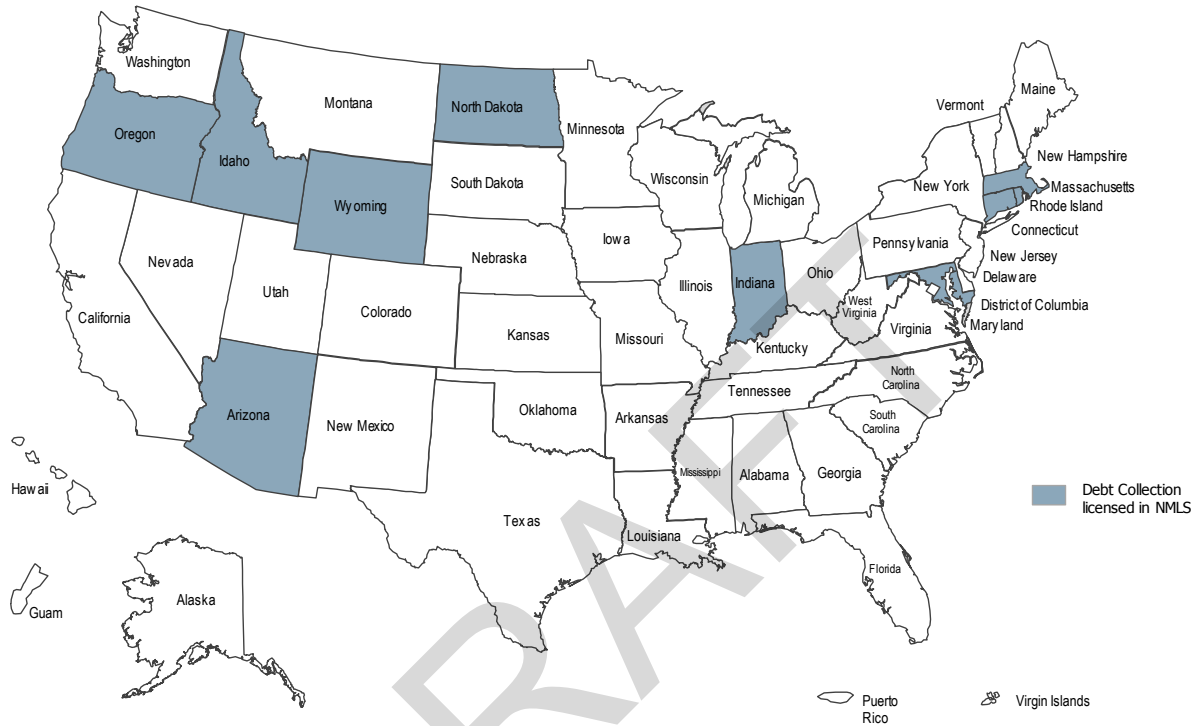 Washington
Montana
North Dakota
Minnesota
Vermont
Maine
Oregon
Idaho
Wyoming
South Dakota
Wisconsin
Michigan
New York
New Hampshire
Massachusetts
Rhode Island
Connecticut
Nebraska
Iowa
Pennsylvania
New Jersey
Delaware
District of Columbia
Maryland
Nevada
Utah
Colorado
California
Kansas
Missouri
Illinois
Indiana
Ohio
West
Virginia
Virginia
Kentucky
Arizona
New Mexico
Oklahoma
Arkansas
Tennessee
North
Carolina
South
Carolina
Mississippi
Alabama
Georgia
Texas
Louisiana
Florida
Hawaii
Guam
Alaska
Debt Collection
licensed in NMLS
Puerto
Rico
Virgin Islands
RAFT